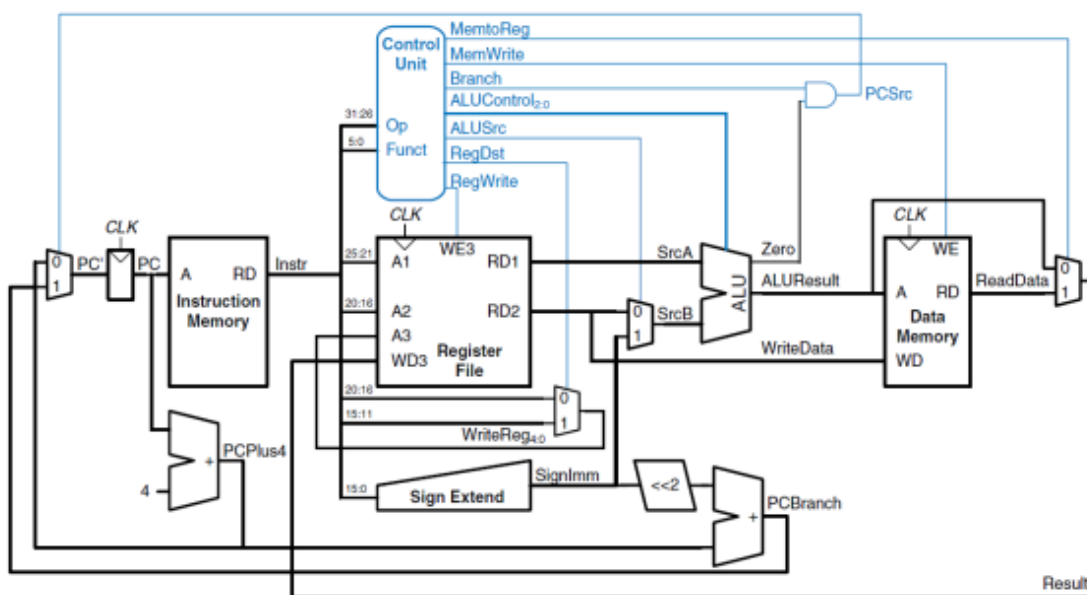 MemtoReg
Control
Unit
MemWrite
Branch
ALUControl2:0
PCSrc
31:26
Op
ALUSrc
5:0
Funct
RegDst
RegWrite
CLK
CLK
CLK
0
1
PC'
PC
A
RD
Instr
Instruction
Memory
25:21
A1
WE3
RD1
SrcA
Zero
WE
0
1
20:16
A2
RD2
0
1
SrcB
ALU
ALUResult
A
RD
ReadData
Data
Memory
A3
Register
File
WD3
WriteData
WD
20:16
0
15:11
1
WriteReg4:0
PCPlus4
+
4
15:0
Sign Extend
SignImm
<<2
PCBranch
+
Result